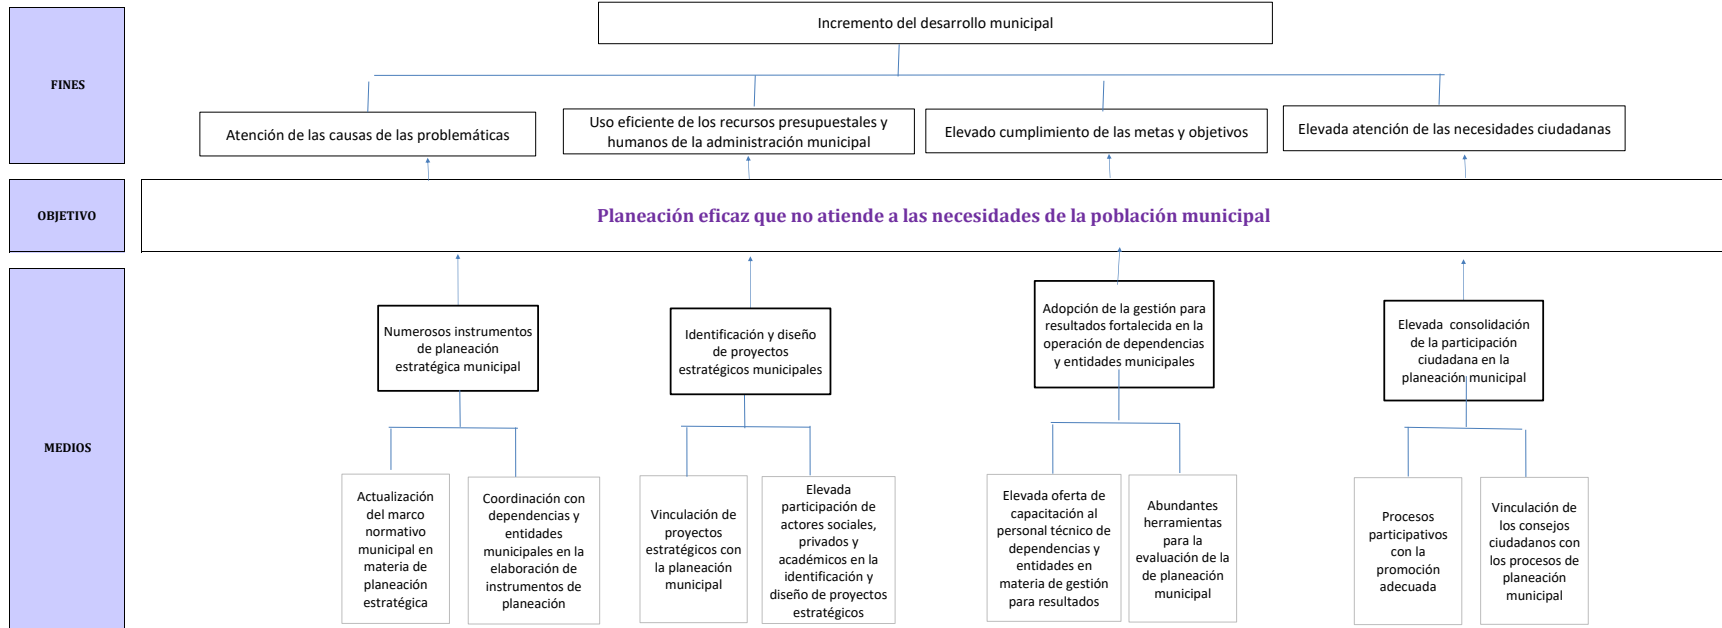 Incremento del desarrollo municipal
FINES
Atención de las causas de las problemáticas
Uso eficiente de los recursos presupuestales y
humanos de la administración municipal
Elevado cumplimiento de las metas y objetivos
Elevada atención de las necesidades ciudadanas
OBJETIVO
Planeación eficaz que no atiende a las necesidades de la población municipal
MEDIOS
Numerosos instrumentos
de planeación
estratégica municipal
Identificación y diseño
de proyectos
estratégicos municipales
Adopción de la gestión para
resultados fortalecida en la
operación de dependencias
y entidades municipales
Elevada consolidación
de la participación
ciudadana en la
planeación municipal
Actualización
del marco
normativo
municipal en
materia de
planeación
estratégica
Coordinación con
dependencias y
entidades
municipales en la
elaboración de
instrumentos de
planeación
Vinculación de
proyectos
estratégicos con
la planeación
municipal
Elevada
participación de
actores sociales,
privados y
académicos en la
identificación y
diseño de proyectos
estratégicos
Elevada oferta de
capacitación al
personal técnico de
dependencias y
entidades en
materia de gestión
para resultados
Abundantes
herramientas
para la
evaluación de la
de planeación
municipal
Procesos
participativos
con la
promoción
adecuada
Vinculación de
los consejos
ciudadanos con
los procesos de
planeación
municipal